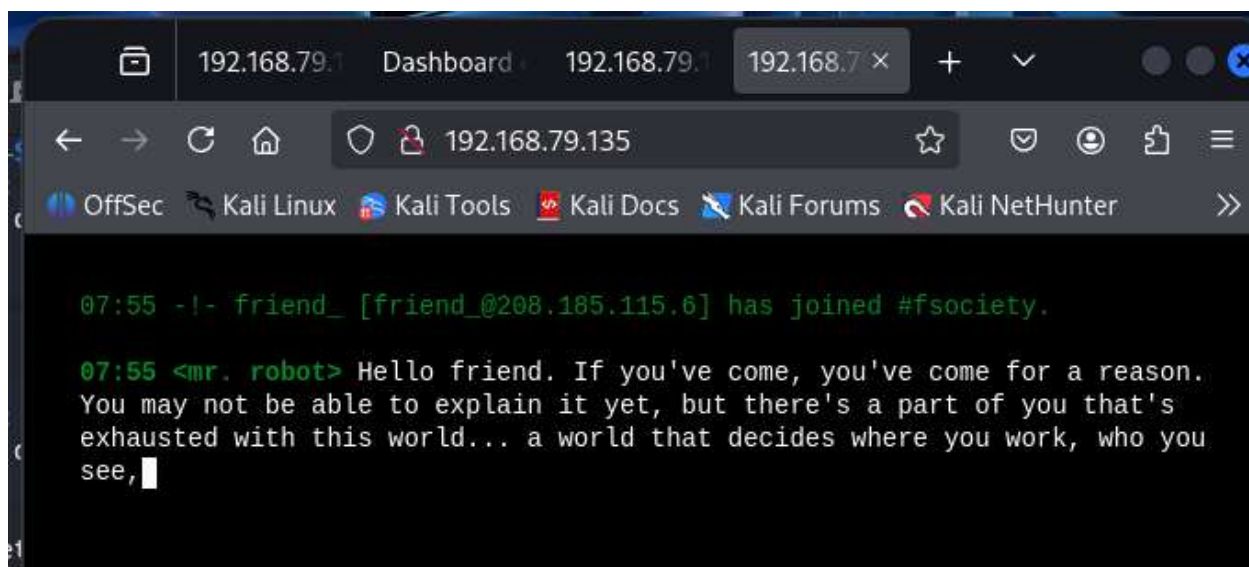 192.168.79.1 Dashboard 192.168.79.1 192.168.7
192.168.79.135
OffSec Kali Linux Kali Tools Kali Docs Kali Forums Kali NetHunter
07:55 -!- friend_ [friend_@208.185.115.6] has joined #fsociety.
07:55 <mr. robot> Hello friend. If you've come, you've come for a reason.
You may not be able to explain it yet, but there's a part of you that's
exhausted with this world... a world that decides where you work, who you
see,